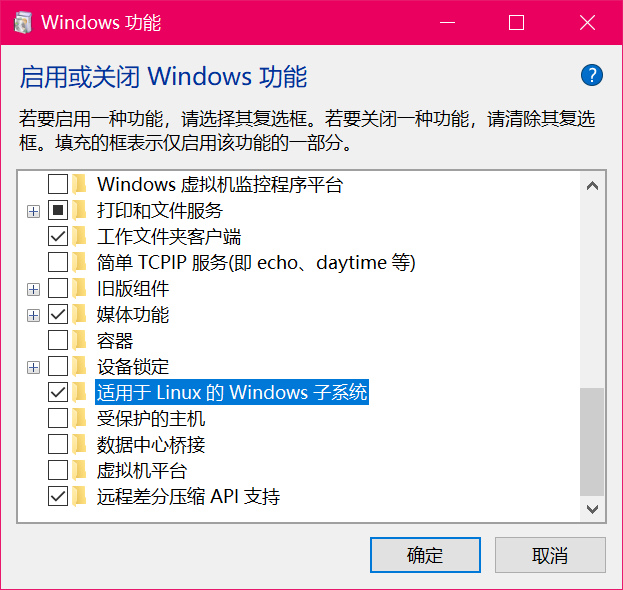 Windows 功能
启用或关闭 Windows 功能
若要启用一种功能，请选择其复选框。若要关闭一种功能，请清除其复选
框。填充的框表示仅启用该功能的一部分。
Windows 虚拟机监控程序平台
打印和文件服务
工作文件夹客户端
简单 TCPIP 服务(即 echo、daytime 等)
旧版组件
媒体功能
容器
设备锁定
适用于 Linux 的 Windows 子系统
受保护的主机
数据中心桥接
虚拟机平台
远程差分压缩 API 支持
确定
取消